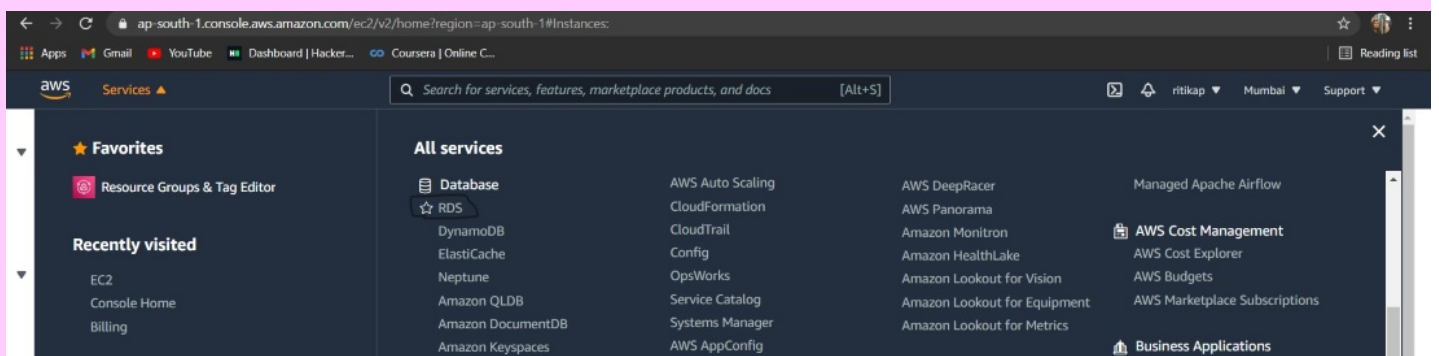 ap-south-1.console.aws.amazon.com/ec2/v2/home?region=ap-south-1#Instances:
Apps Gmail YouTube Dashboard | Hacker... Coursera | Online C... Reading list
aws Services Search for services, features, marketplace products, and docs [Alt+S] ritikap Mumbai Support
Favorites
Resource Groups & Tag Editor
Recently visited
EC2
Console Home
Billing
All services
Database
RDS
DynamoDB
ElastiCache
Neptune
Amazon QLDB
Amazon DocumentDB
Amazon Keyspaces
AWS Auto Scaling
CloudFormation
CloudTrail
Config
OpsWorks
Service Catalog
Systems Manager
AWS AppConfig
AWS DeepRacer
AWS Panorama
Amazon Monitron
Amazon HealthLake
Amazon Lookout for Vision
Amazon Lookout for Equipment
Amazon Lookout for Metrics
Managed Apache Airflow
AWS Cost Management
AWS Cost Explorer
AWS Budgets
AWS Marketplace Subscriptions
Business Applications